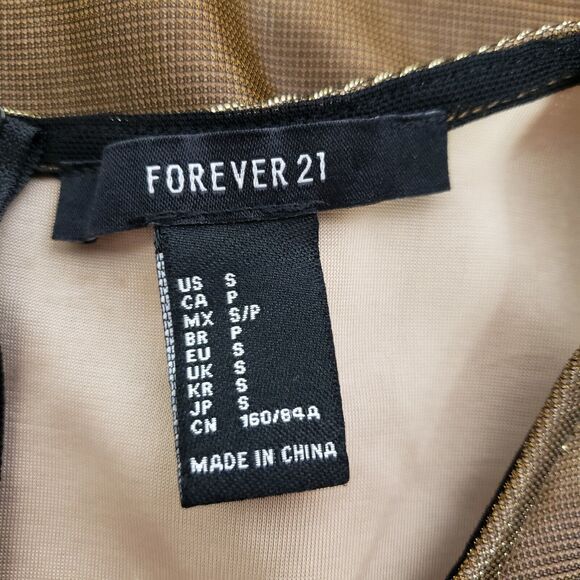 FOREVER 21
US S
CA P
MX S/P
BR P
EU S
UK S
KR S
JP S
CN 160/84A
MADE IN CHINA